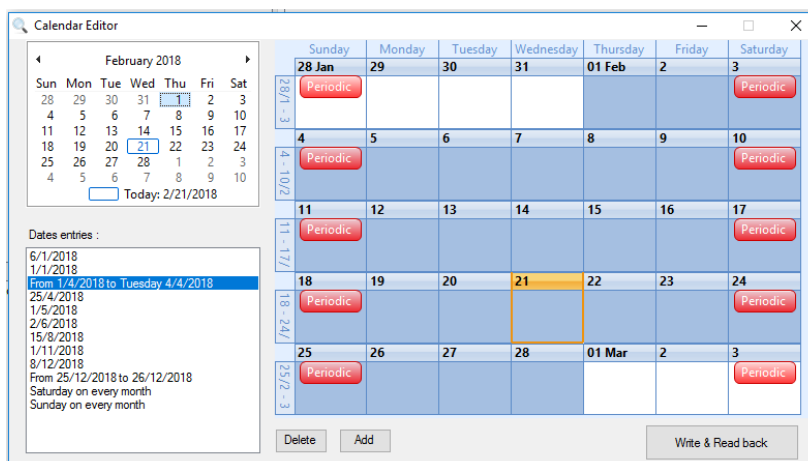 Calendar Editor
February 2018
Sun Mon Tue Wed Thu Fri Sat
28 29 30 31 1 2 3
4 5 6 7 8 9 10
11 12 13 14 15 16 17
18 19 20 21 22 23 24
25 26 27 28 1 2 3
4 5 6 7 8 9 10
Today: 2/21/2018
Dates entries :
6/1/2018
1/1/2018
From 1/4/2018 to Tuesday 4/4/2018
25/4/2018
1/5/2018
2/6/2018
15/8/2018
1/11/2018
8/12/2018
From 25/12/2018 to 26/12/2018
Saturday on every month
Sunday on every month
Sunday Monday Tuesday Wednesday Thursday Friday Saturday
28/1 - 3
28 Jan 29 30 31 01 Feb 2 3
Periodic Periodic
4 - 10/2
4 5 6 7 8 9 10
Periodic Periodic
11 - 17/
11 12 13 14 15 16 17
Periodic Periodic
18 - 24/
18 19 20 21 22 23 24
Periodic Periodic
25/2 - 3
25 26 27 28 01 Mar 2 3
Periodic Periodic
Delete Add Write & Read back